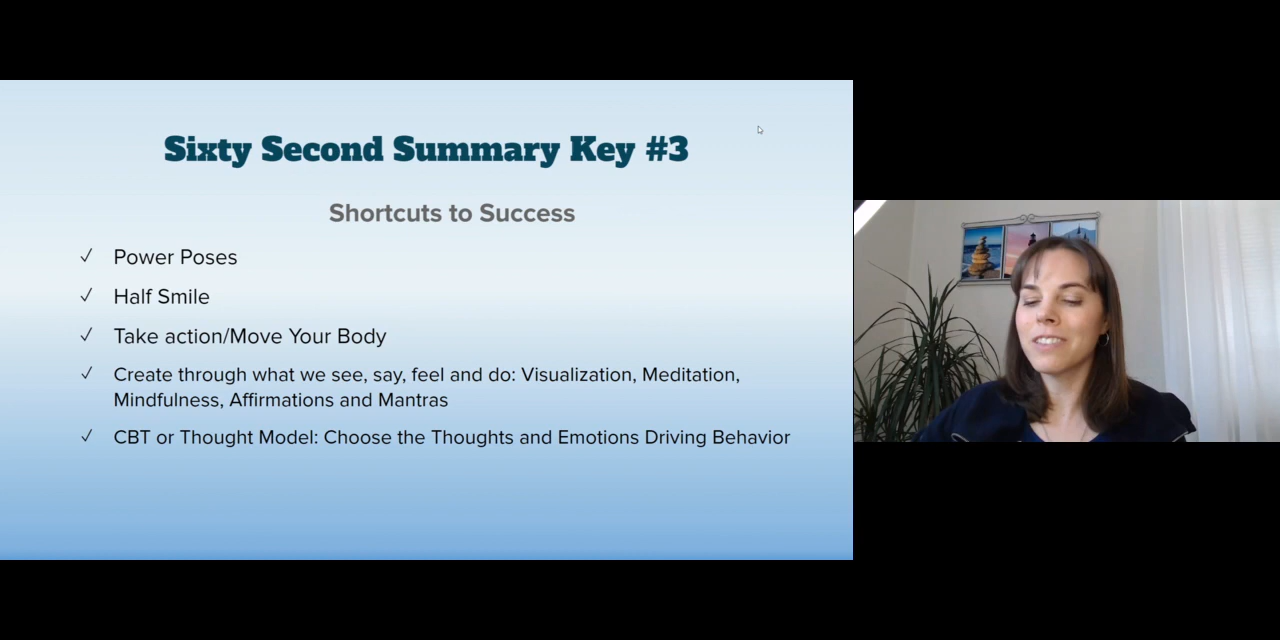 Sixty Second Summary Key #3
Shortcuts to Success
✓ Power Poses
✓ Half Smile
✓ Take action/Move Your Body
✓ Create through what we see, say, feel and do: Visualization, Meditation,
Mindfulness, Affirmations and Mantras
✓ CBT or Thought Model: Choose the Thoughts and Emotions Driving Behavior